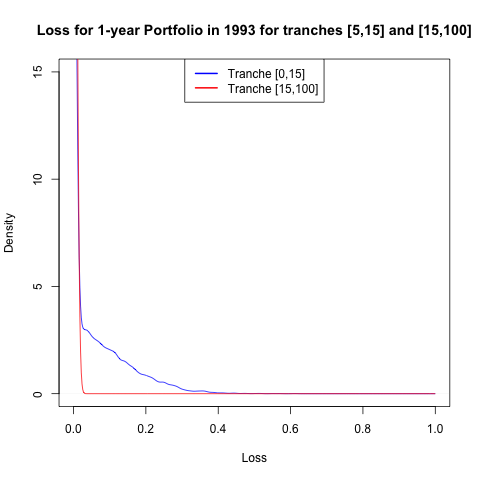 Loss for 1-year Portfolio in 1993 for tranches [5,15] and [15,100]
Tranche [0,15]
Tranche [15,100]
15
10
5
0
Density
0.0 0.2 0.4 0.6 0.8 1.0
Loss